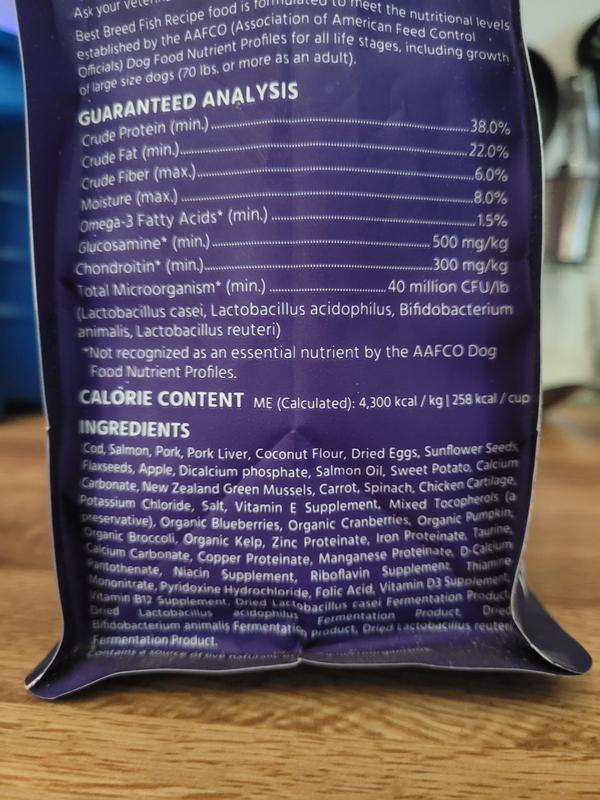 Ask your veterin
Best Breed Fish Recipe food is formulated to meet the nutritional levels
established by the AAFCO (Association of American Feed Control
Officials) Dog Food Nutrient Profiles for all life stages, including growth
of large size dogs (70 lbs. or more as an adult).
GUARANTEED ANALYSIS
Crude Protein (min.) 38.0%
Crude Fat (min.) 22.0%
Crude Fiber (max.) 6.0%
Moisture (max.) 8.0%
Omega-3 Fatty Acids* (min.) 1.5%
Glucosamine* (min.) 500 mg/kg
Chondroitin* (min.) 300 mg/kg
Total Microorganism* (min.) 40 million CFU/lb
(Lactobacillus casei, Lactobacillus acidophilus, Bifidobacterium
animalis, Lactobacillus reuteri)
*Not recognized as an essential nutrient by the AAFCO Dog
Food Nutrient Profiles.
CALORIE CONTENT ME (Calculated): 4,300 kcal / kg | 258 kcal / cup
INGREDIENTS
Cod, Salmon, Pork, Pork Liver, Coconut Flour, Dried Eggs, Sunflower Seeds,
Flaxseeds, Apple, Dicalcium phosphate, Salmon Oil, Sweet Potato, Calcium
Carbonate, New Zealand Green Mussels, Carrot, Spinach, Chicken Cartilage,
Potassium Chloride, Salt, Vitamin E Supplement, Mixed Tocopherols (a
preservative), Organic Blueberries, Organic Cranberries, Organic Pumpkin,
Organic Broccoli, Organic Kelp, Zinc Proteinate, Iron Proteinate, Taurine,
Calcium Carbonate, Copper Proteinate, Manganese Proteinate, D-Calcium
Pantothenate, Niacin Supplement, Riboflavin Supplement, Thiamine
Mononitrate, Pyridoxine Hydrochloride, Folic Acid, Vitamin D3 Supplement,
Vitamin B12 Supplement, Dried Lactobacillus casei Fermentation Product,
Dried Lactobacillus acidophilus Fermentation Product, Dried
Bifidobacterium animalis Fermentation Product, Dried Lactobacillus reuteri
Fermentation Product.
Contains a source of live naturally